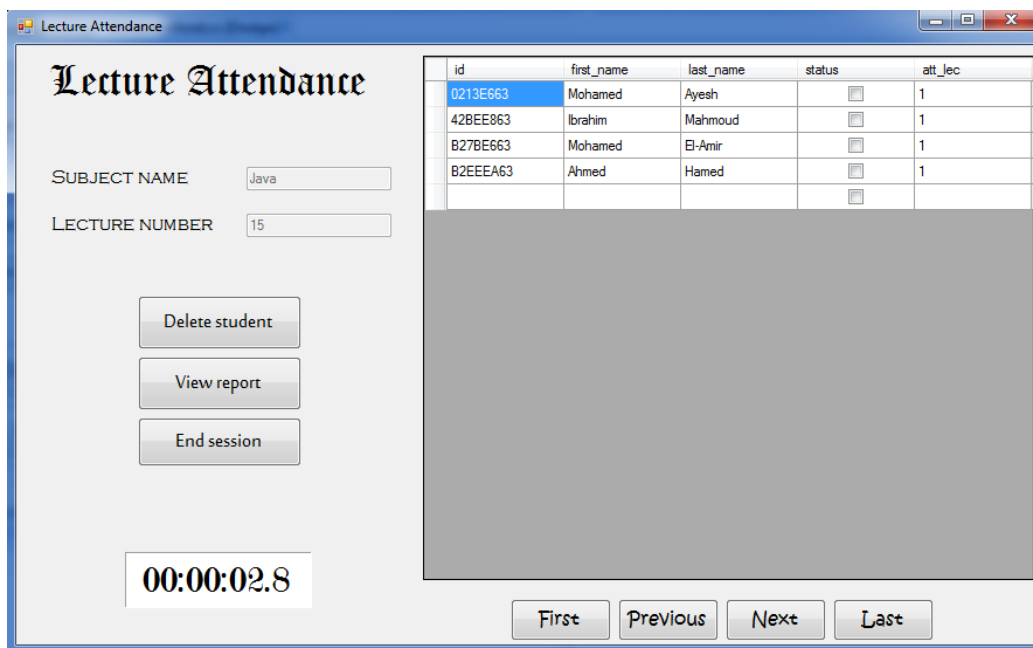 Lecture Attendance
Lecture Attendance
SUBJECT NAME Java
LECTURE NUMBER 15
Delete student
View report
End session
00:00:02.8
id first_name last_name status att_lec
0213E663 Mohamed Ayesh 1
42BEE863 Ibrahim Mahmoud 1
B27BE663 Mohamed El-Amir 1
B2EEEA63 Ahmed Hamed 1
First Previous Next Last